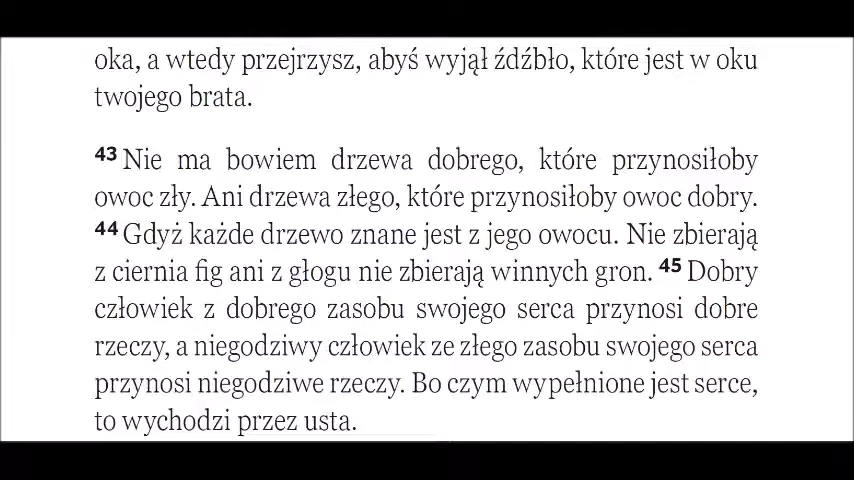 oka, a wtedy przejrzysz, abyś wyjął źdźbło, które jest w oku
twojego brata.
43 Nie ma bowiem drzewa dobrego, które przynosiłoby
owoc zły. Ani drzewa złego, które przynosiłoby owoc dobry.
44 Gdyż każde drzewo znane jest z jego owocu. Nie zbierają
z ciernia fig ani z głogu nie zbierają winnych gron. 45 Dobry
człowiek z dobrego zasobu swojego serca przynosi dobre
rzeczy, a niegodziwy człowiek ze złego zasobu swojego serca
przynosi niegodziwe rzeczy. Bo czym wypełnione jest serce,
to wychodzi przez usta.